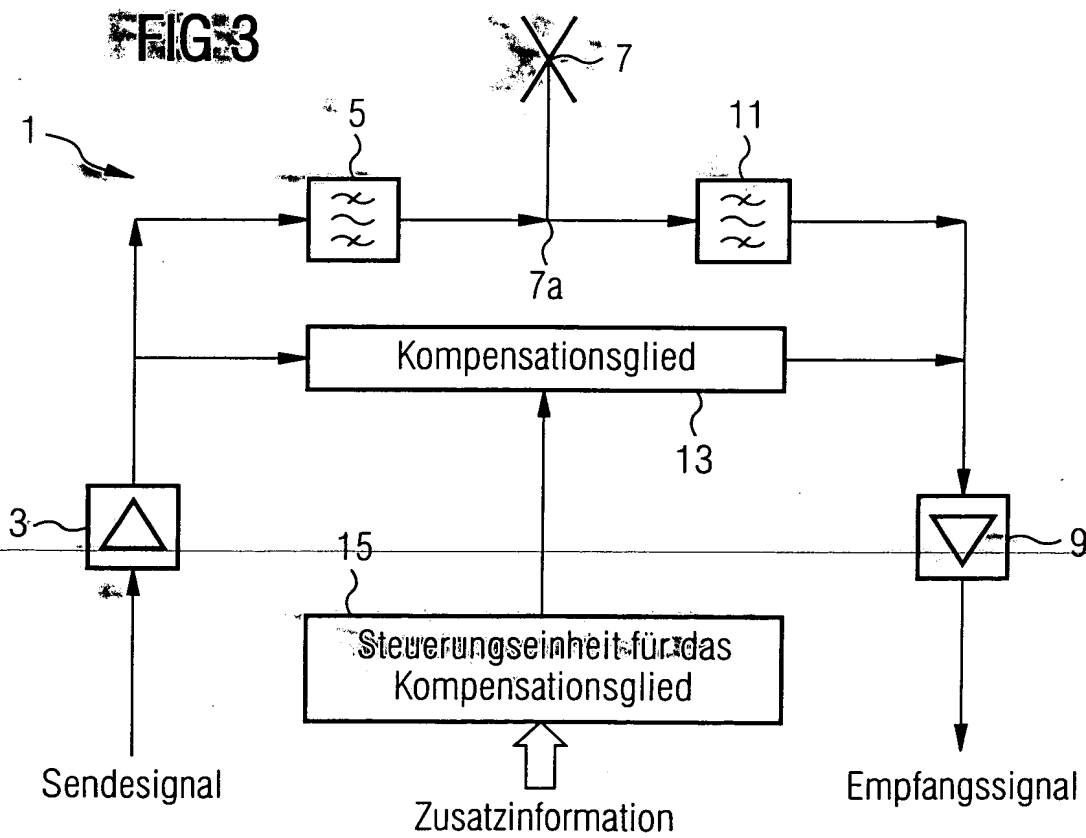 FIG 3
7
1
5
11
7a
Kompensationsglied
13
3
9
15
Steuerungseinheit für das
Kompensationsglied
Sendesignal
Empfangssignal
Zusatzinformation